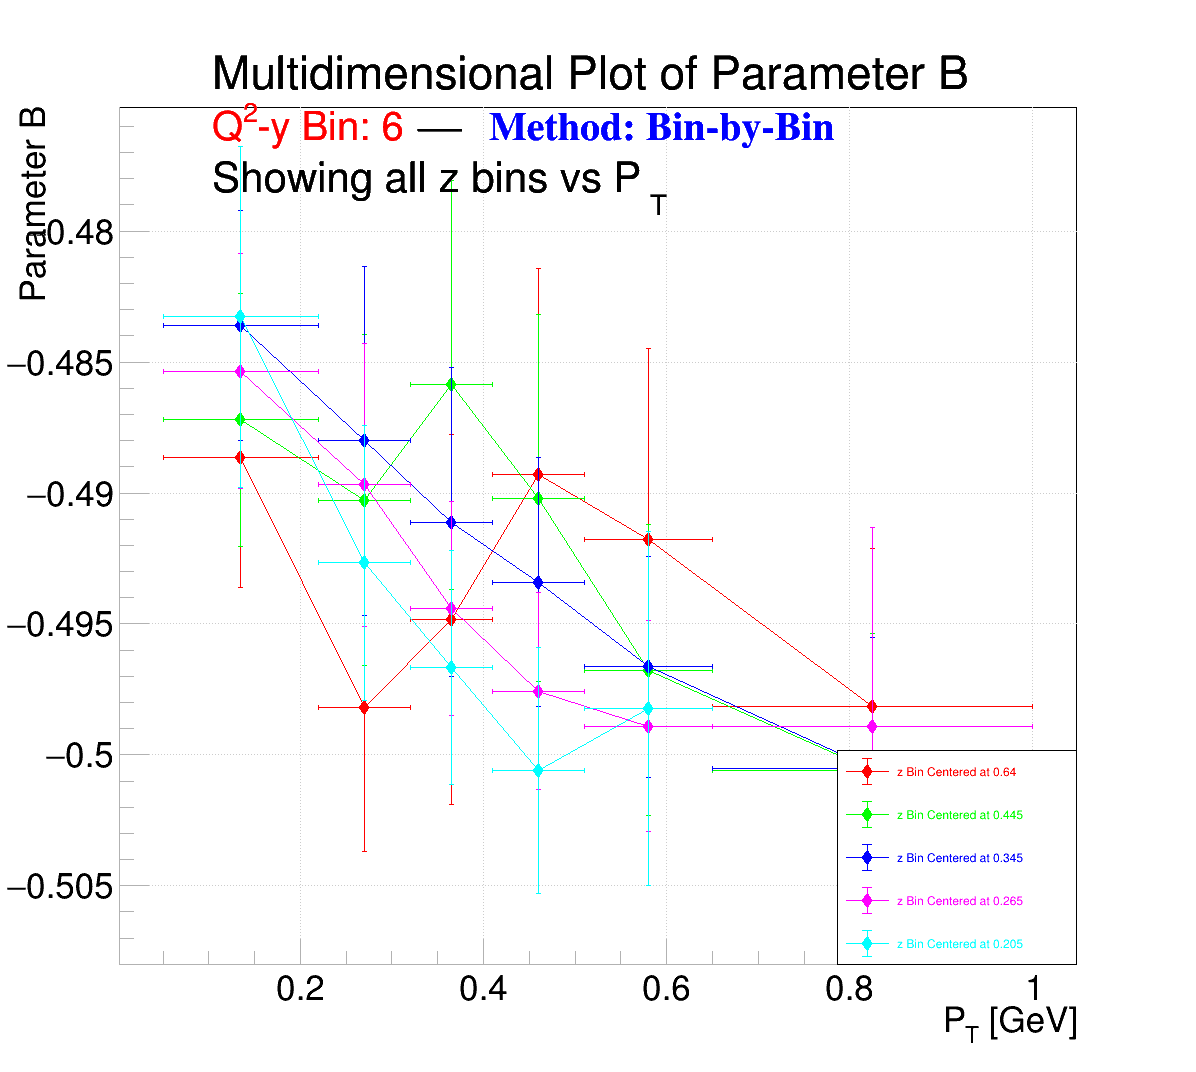 Multidimensional Plot of Parameter B
Q²-y Bin: 6 — Method: Bin-by-Bin
Showing all z bins vs P_T
Parameter B
−0.48
−0.485
−0.49
−0.495
−0.5
−0.505
z Bin Centered at 0.64
z Bin Centered at 0.445
z Bin Centered at 0.345
z Bin Centered at 0.265
z Bin Centered at 0.205
0.2 0.4 0.6 0.8 1
P_T [GeV]